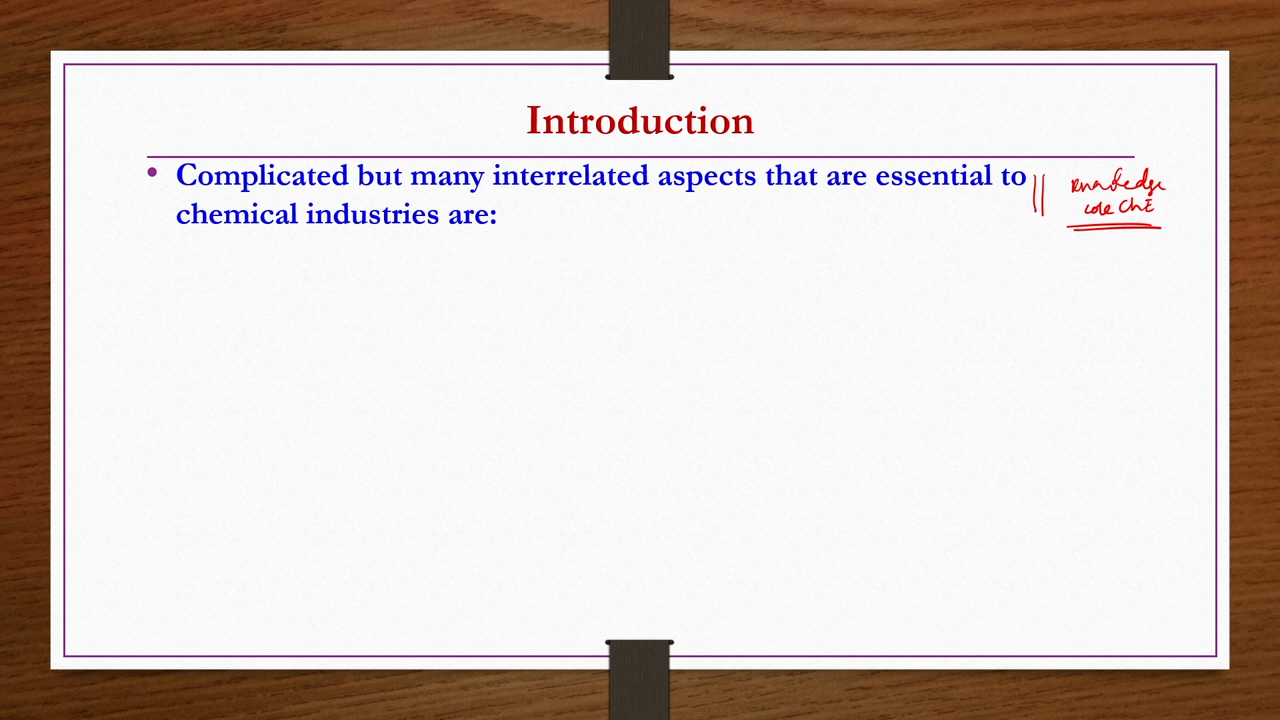 Introduction
• Complicated but many interrelated aspects that are essential to
chemical industries are:
Knowledge
core ChE